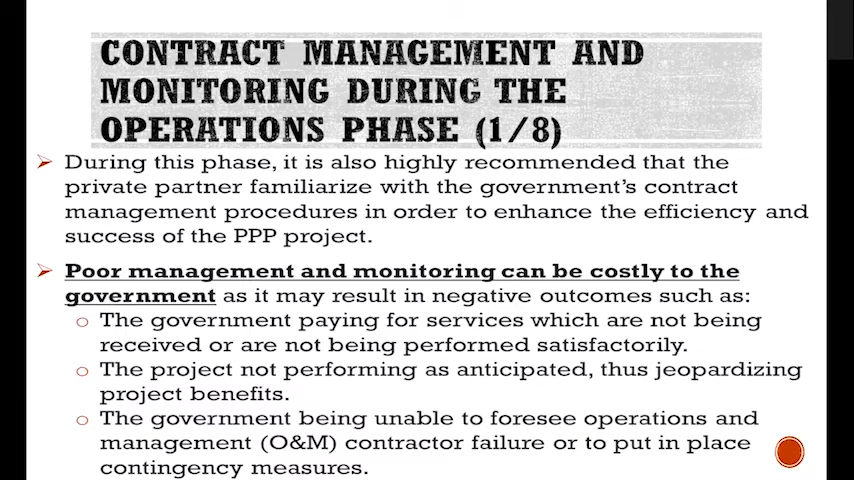 CONTRACT MANAGEMENT AND
MONITORING DURING THE
OPERATIONS PHASE (1/8)
During this phase, it is also highly recommended that the
private partner familiarize with the government's contract
management procedures in order to enhance the efficiency and
success of the PPP project.
Poor management and monitoring can be costly to the
government as it may result in negative outcomes such as:
The government paying for services which are not being
received or are not being performed satisfactorily.
The project not performing as anticipated, thus jeopardizing
project benefits.
The government being unable to foresee operations and
management (O&M) contractor failure or to put in place
contingency measures.